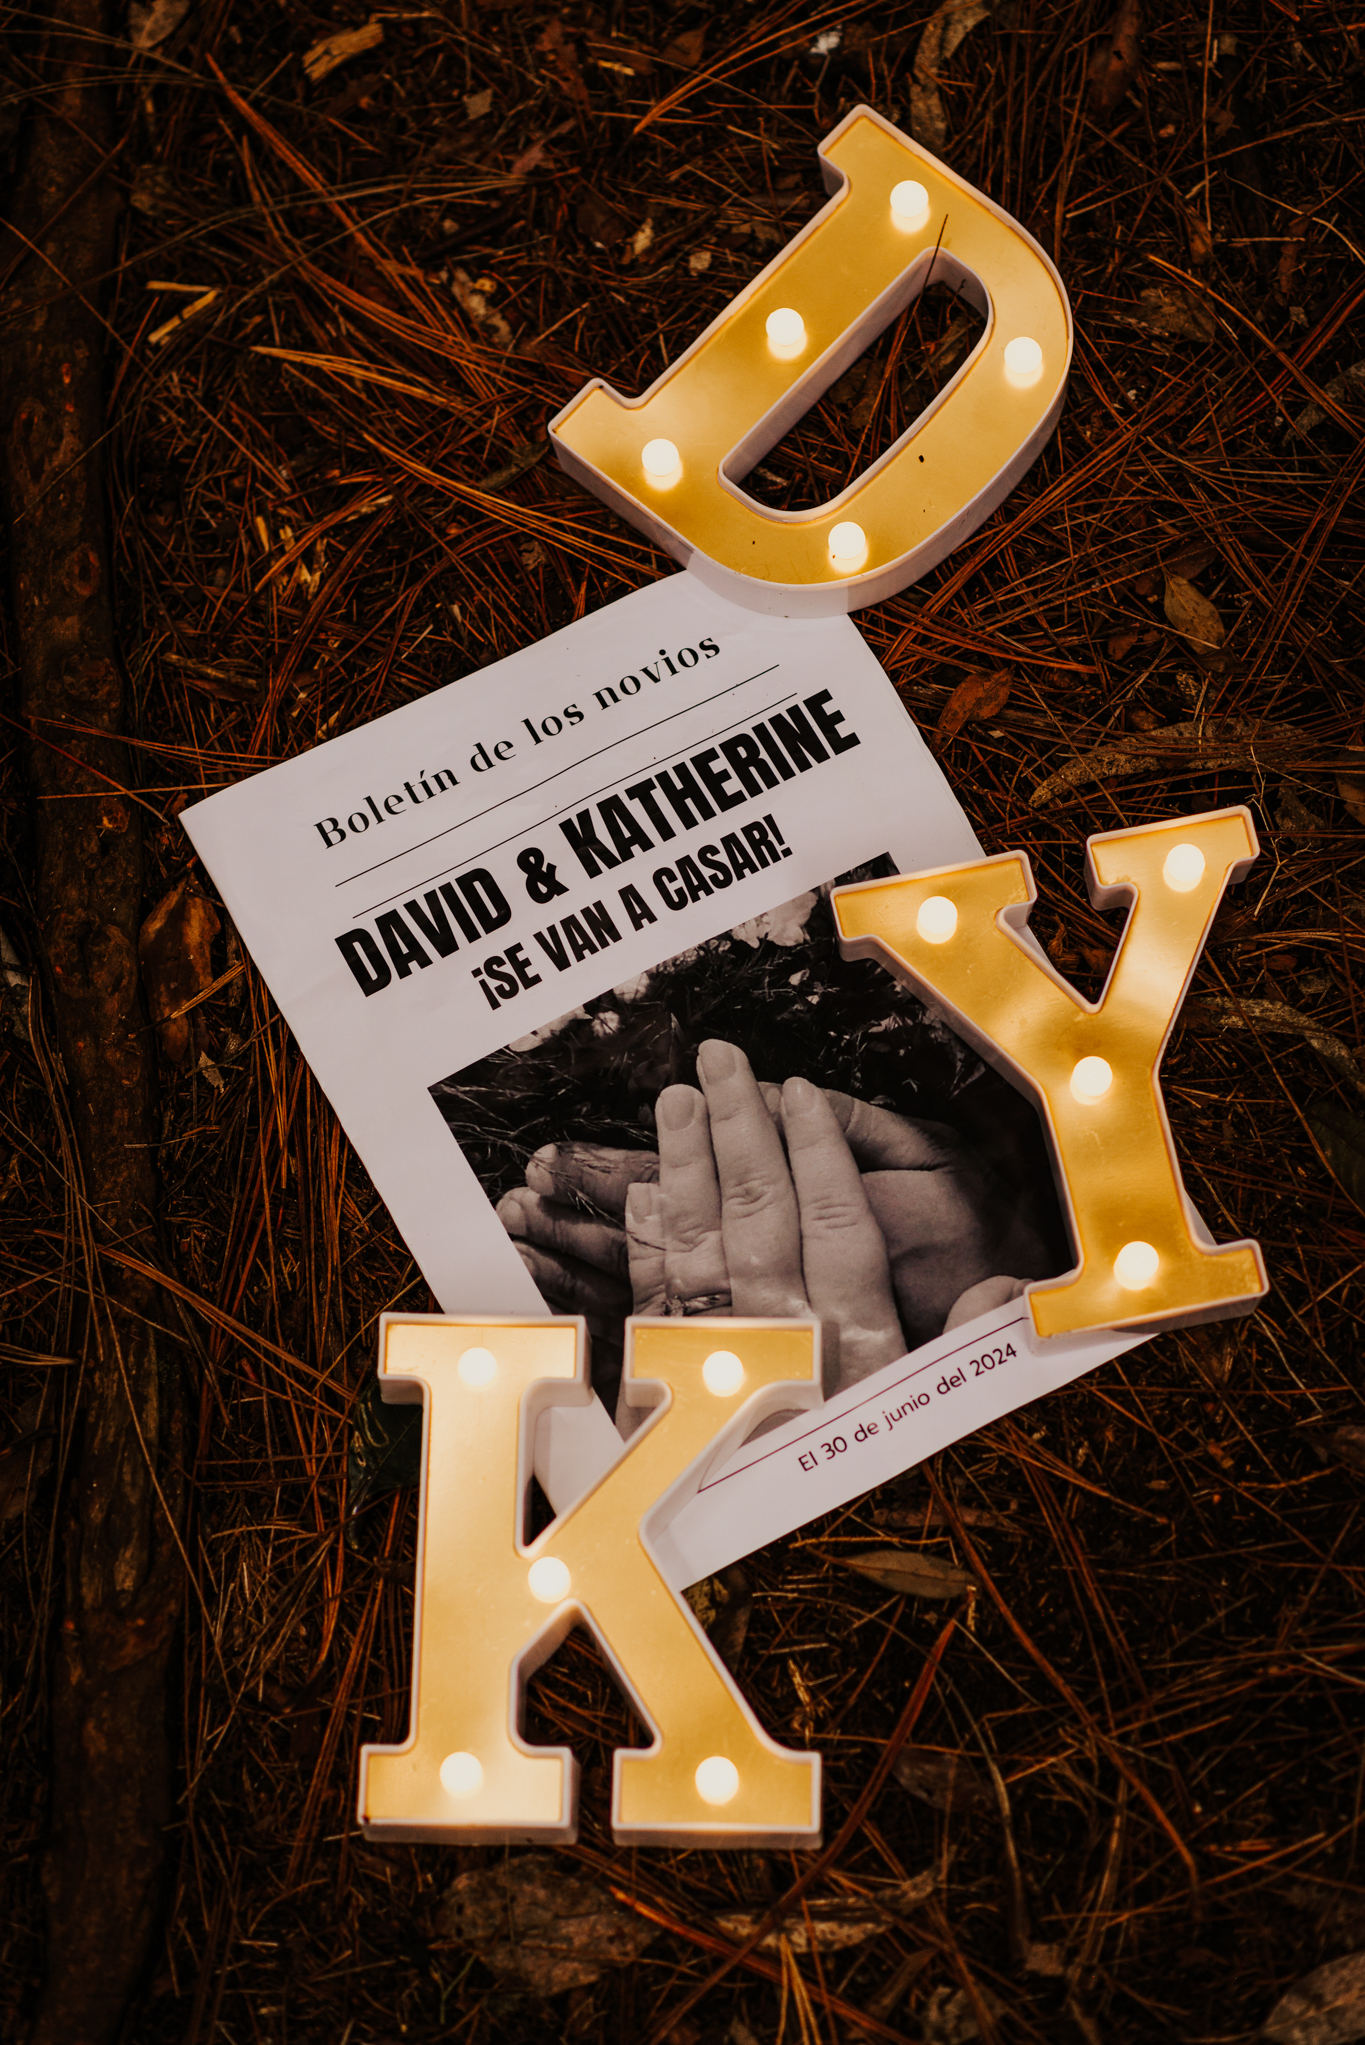 D
Boletín de los novios
DAVID & KATHERINE
¡SE VAN A CASAR!
Y
El 30 de junio del 2024
K